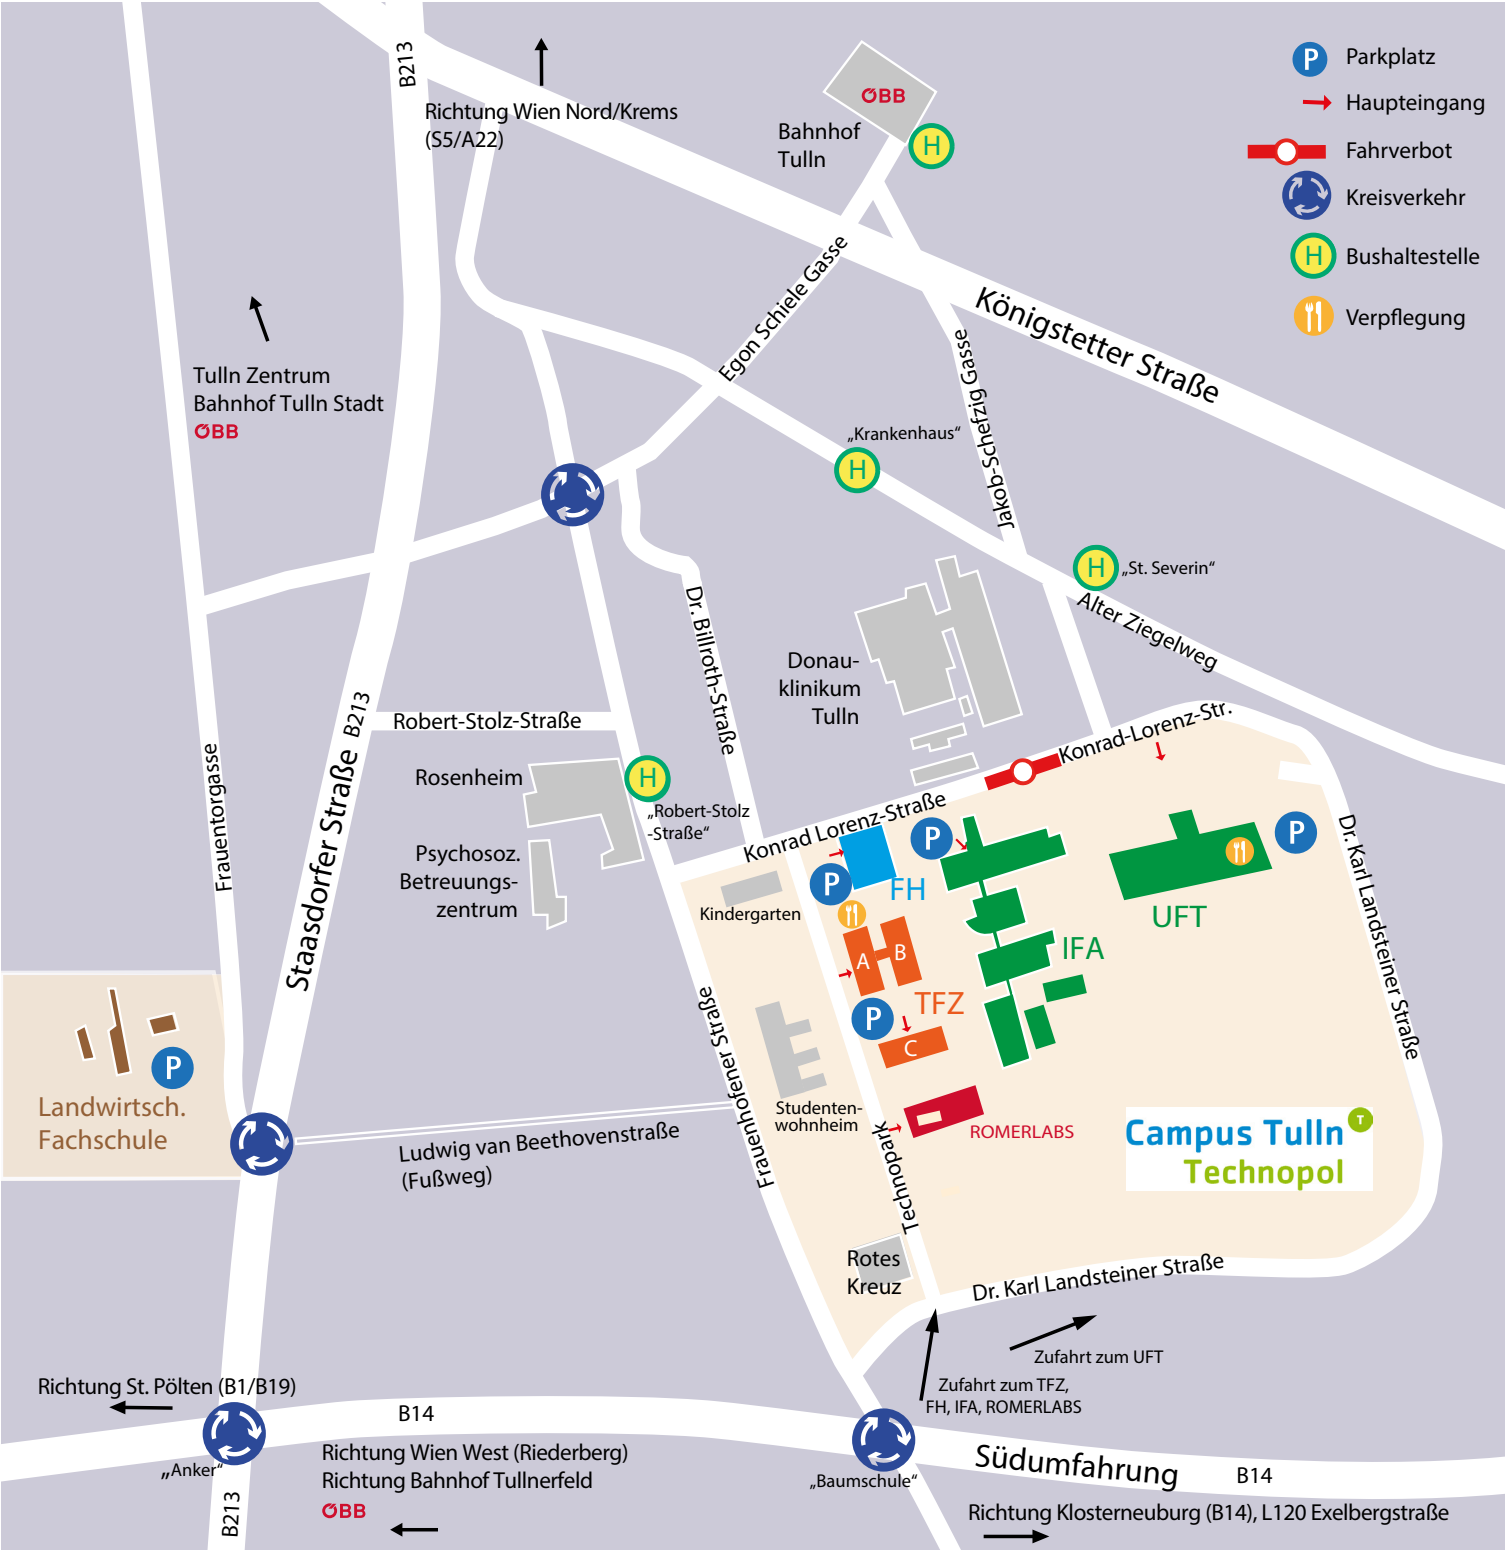 B213
Richtung Wien Nord/Krems
(S5/A22)
ÖBB
Bahnhof
Tulln
H
P
Parkplatz
Haupteingang
Fahrverbot
Kreisverkehr
H
Bushaltestelle
Verpflegung
Egon Schiele Gasse
Königstetter Straße
Jakob-Schefzig Gasse
Tulln Zentrum
Bahnhof Tulln Stadt
ÖBB
„Krankenhaus“
H
H
„St. Severin“
Alter Ziegelweg
Dr. Billroth-Straße
Donau-
klinikum
Tulln
Robert-Stolz-Straße
B213
Staasdorfer Straße
Frauentorgasse
Rosenheim
H
„Robert-Stolz
-Straße“
Konrad-Lorenz-Str.
Konrad Lorenz-Straße
Psychosoz.
Betreuungs-
zentrum
P
P
P
FH
UFT
Dr. Karl Landsteiner Straße
Kindergarten
A
B
IFA
TFZ
P
C
Frauenhofener Straße
P
Landwirtsch.
Fachschule
Studenten-
wohnheim
Technopark
ROMERLABS
Campus Tulln
T
Technopol
Ludwig van Beethovenstraße
(Fußweg)
Rotes
Kreuz
Dr. Karl Landsteiner Straße
Zufahrt zum UFT
Zufahrt zum TFZ,
FH, IFA, ROMERLABS
Richtung St. Pölten (B1/B19)
B14
„Anker“
Richtung Wien West (Riederberg)
Richtung Bahnhof Tullnerfeld
ÖBB
B213
„Baumschule“
Südumfahrung
B14
Richtung Klosterneuburg (B14), L120 Exelbergstraße